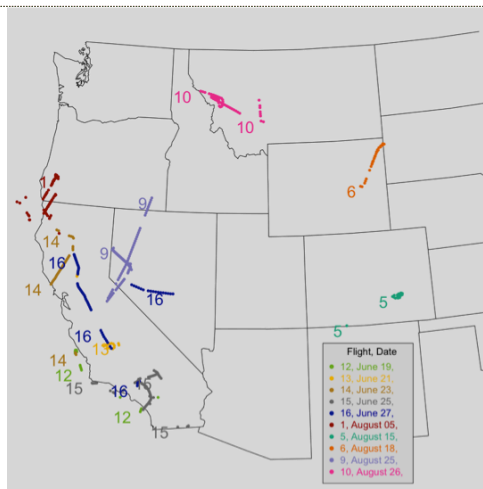 10
10
1
6
9
14
9
16
14
16
5
16
13
5
14
12
15
16
15
12
15
Flight, Date
12, June 19,
13, June 21,
14, June 23,
15, June 25,
16, June 27,
1, August 05,
5, August 15,
6, August 18,
9, August 25,
10, August 26,